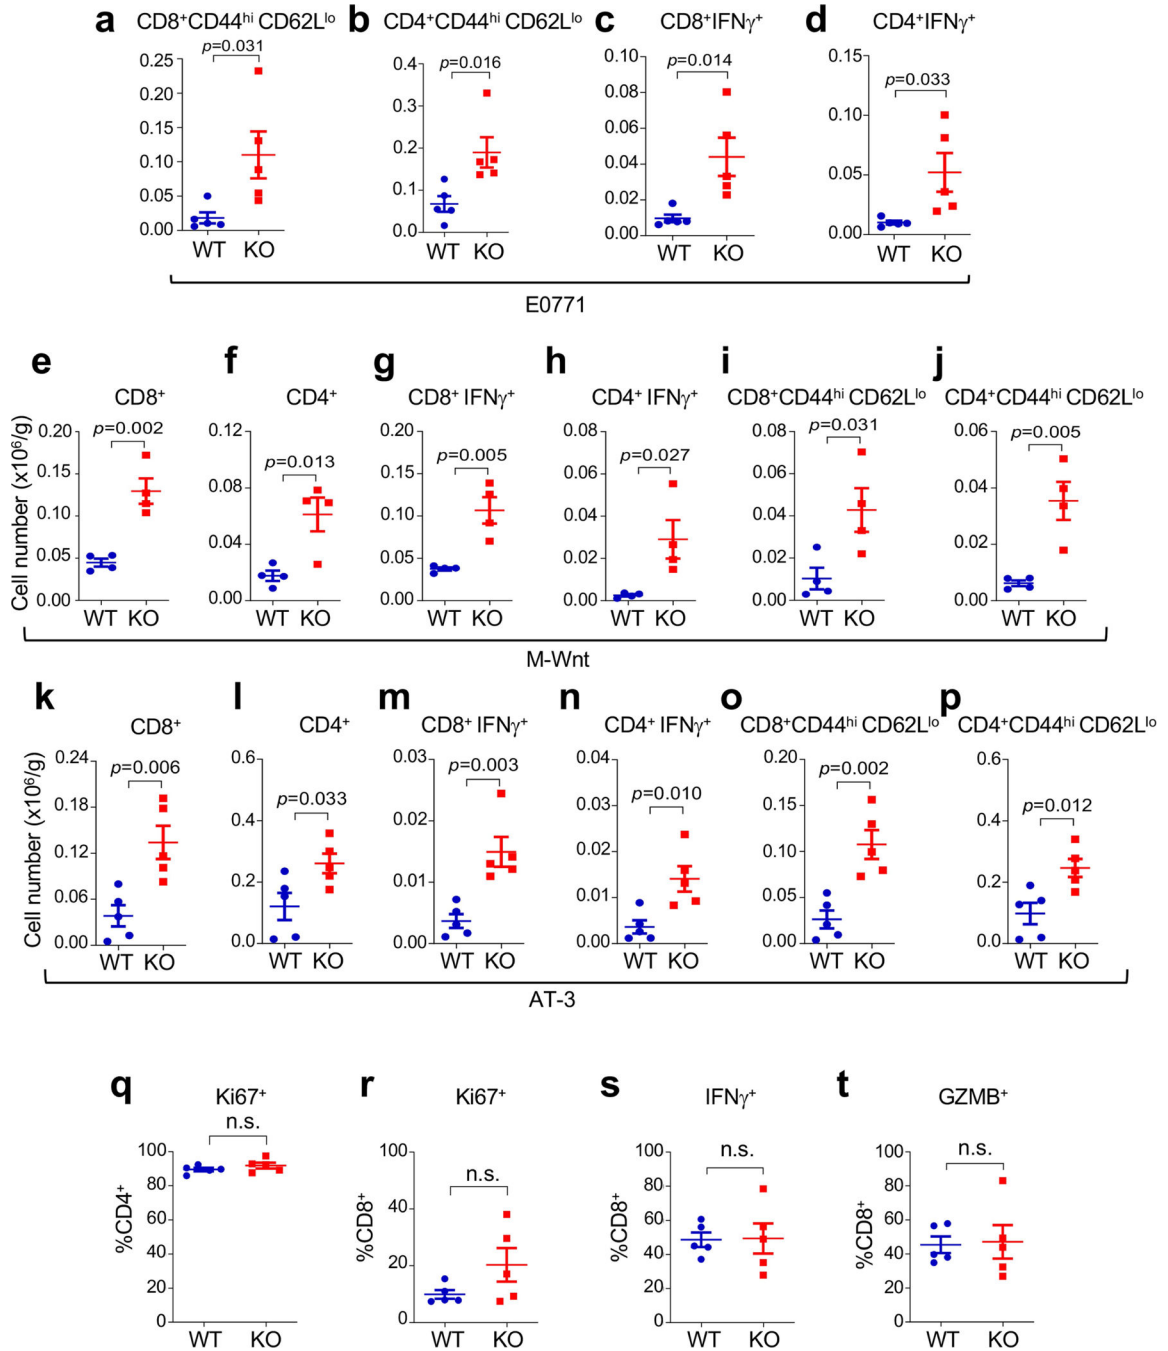 a b c d
CD8⁺CD44ʰⁱ CD62Lˡᵒ CD4⁺CD44ʰⁱ CD62Lˡᵒ CD8⁺IFNγ⁺ CD4⁺IFNγ⁺
p=0.031 p=0.016 p=0.014 p=0.033
0.25 0.4 0.10 0.15
0.20 0.3 0.08 0.10
0.15 0.2 0.06 0.05
0.10 0.1 0.04 0.00
0.05 0.0 0.02
0.00 0.00
WT KO WT KO WT KO WT KO
E0771
e f g h i j
CD8⁺ CD4⁺ CD8⁺ IFNγ⁺ CD4⁺ IFNγ⁺ CD8⁺CD44ʰⁱ CD62Lˡᵒ CD4⁺CD44ʰⁱ CD62Lˡᵒ
p=0.002 p=0.013 p=0.005 p=0.027 p=0.031 p=0.005
Cell number (x10⁶/g)
0.20 0.12 0.20 0.08 0.08 0.06
0.15 0.08 0.15 0.06 0.06 0.04
0.10 0.04 0.10 0.04 0.04 0.02
0.05 0.00 0.05 0.02 0.02 0.00
0.00 0.00 0.00 0.00
WT KO WT KO WT KO WT KO WT KO WT KO
M-Wnt
k l m n o p
CD8⁺ CD4⁺ CD8⁺ IFNγ⁺ CD4⁺ IFNγ⁺ CD8⁺CD44ʰⁱ CD62Lˡᵒ CD4⁺CD44ʰⁱ CD62Lˡᵒ
p=0.006 p=0.033 p=0.003 p=0.010 p=0.002 p=0.012
Cell number (x10⁶/g)
0.24 0.6 0.03 0.04 0.20 0.6
0.18 0.4 0.02 0.03 0.15 0.4
0.12 0.2 0.01 0.02 0.10 0.2
0.06 0.0 0.00 0.01 0.05 0.0
0.00 0.00 0.00
WT KO WT KO WT KO WT KO WT KO WT KO
AT-3
q r s t
Ki67⁺ Ki67⁺ IFNγ⁺ GZMB⁺
n.s. n.s. n.s. n.s.
%CD4⁺ %CD8⁺ %CD8⁺ %CD8⁺
100 100 100 100
80 40 80 80
60 20 60 60
40 0 40 40
20 20 20
0 0 0
WT KO WT KO WT KO WT KO